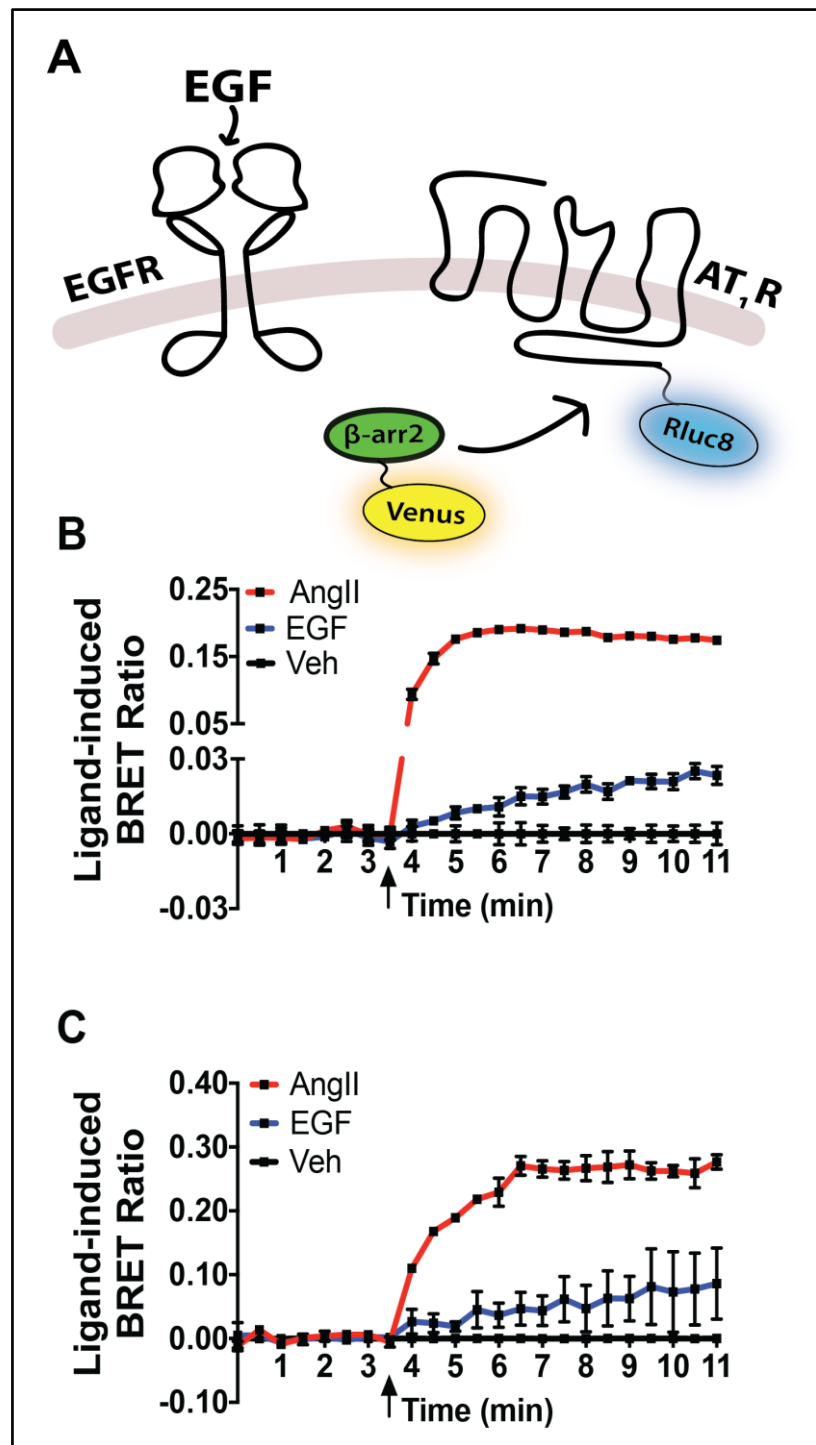 A
EGF
EGFR
AT1R
β-arr2
Rluc8
Venus
B
Ligand-induced
BRET Ratio
0.25
0.15
0.05
0.03
0.00
-0.03
AngII
EGF
Veh
1 2 3 4 5 6 7 8 9 10 11
Time (min)
C
Ligand-induced
BRET Ratio
0.40
0.30
0.20
0.10
0.00
-0.10
AngII
EGF
Veh
1 2 3 4 5 6 7 8 9 10 11
Time (min)